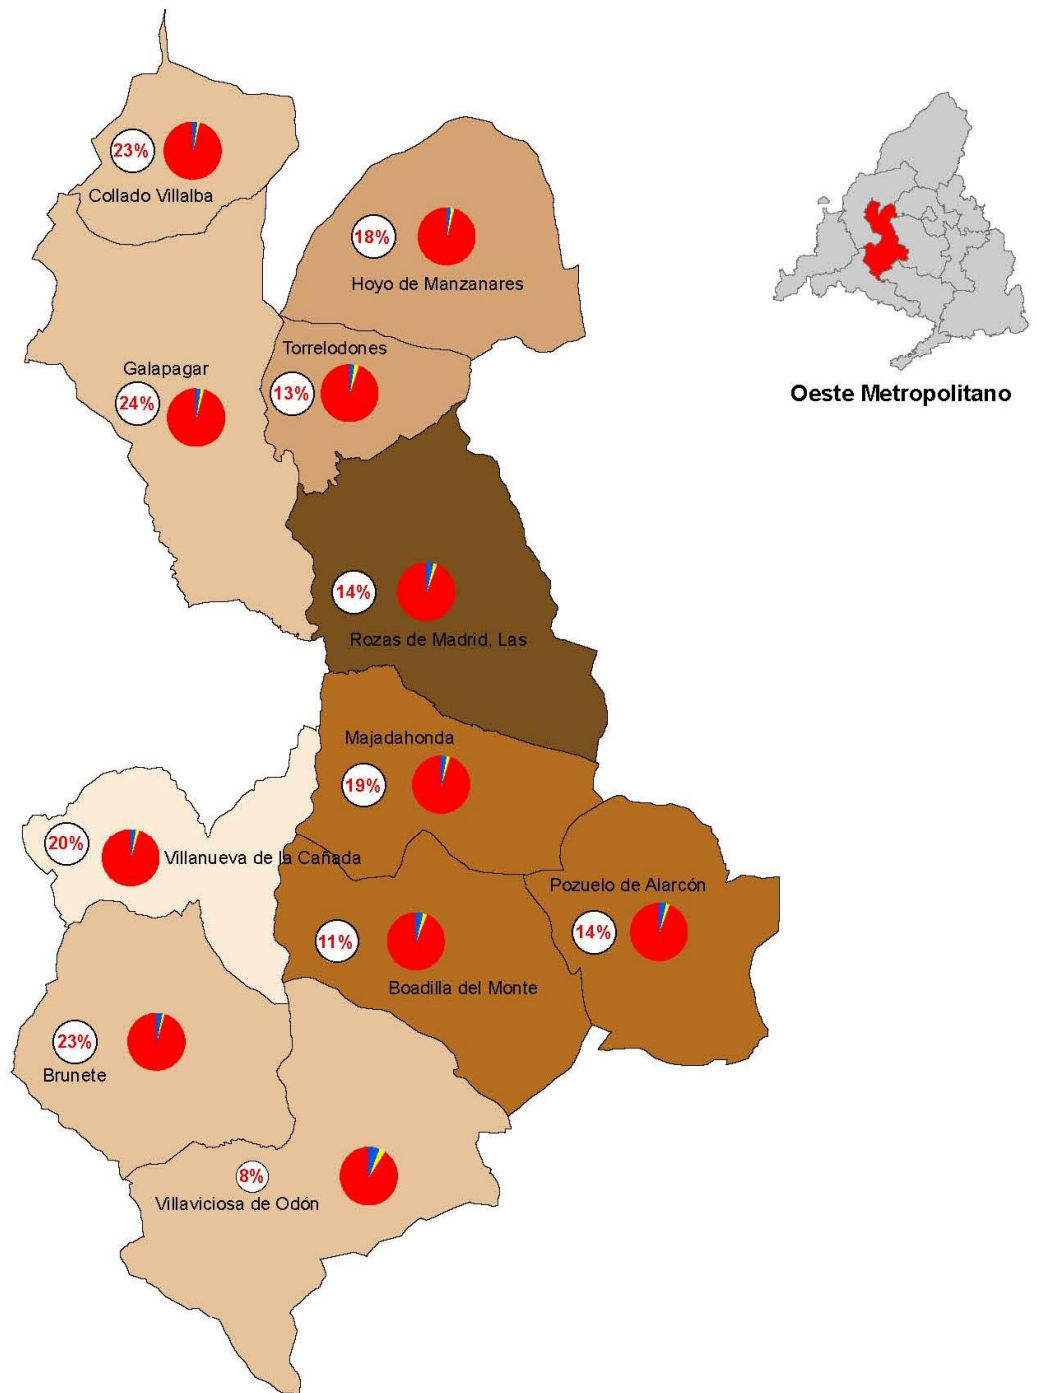 23%
Collado Villalba
18%
Hoyo de Manzanares
Torrelodones
13%
Galapagar
24%
Oeste Metropolitano
14%
Rozas de Madrid, Las
Majadahonda
19%
20%
Villanueva de la Cañada
Pozuelo de Alarcón
14%
11%
Boadilla del Monte
23%
Brunete
8%
Villaviciosa de Odón